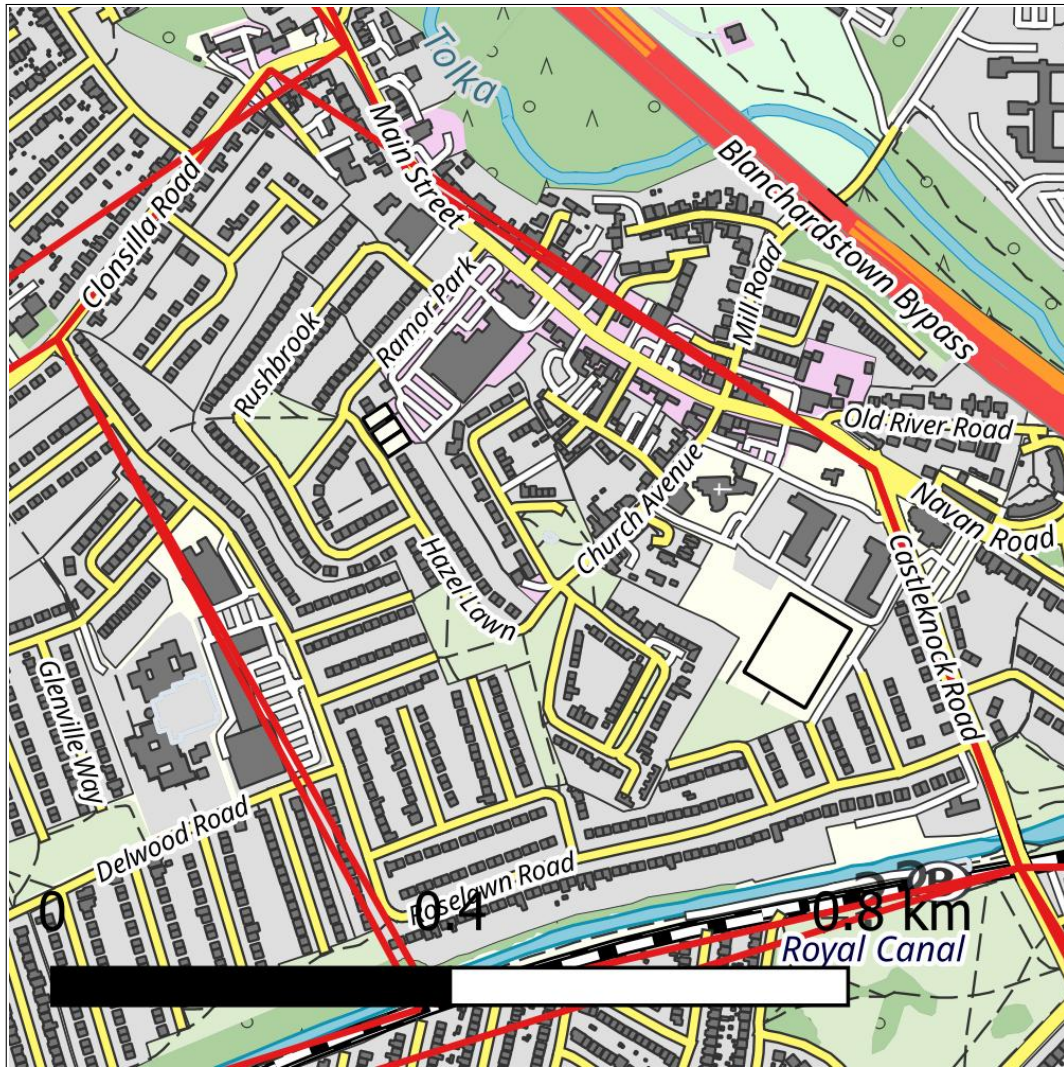 Tolka
Main Street
Clonsilla Road
Blanchardstown Bypass
Mill Road
Ramor Park
Rushbrook
Old River Road
Navan Road
Church Avenue
Hazel Lawn
Castleknock Road
Glenville Way
Delwood Road
Roselawn Road
0
0.4
0.8 km
Royal Canal